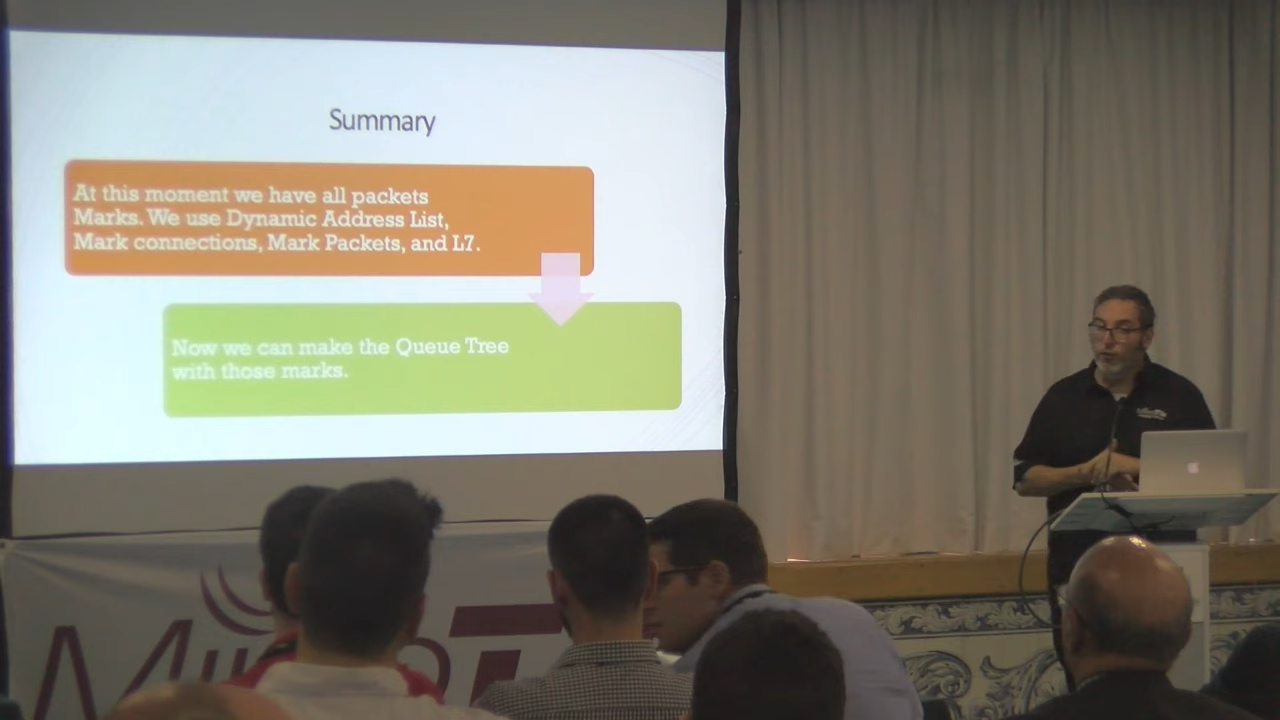 Summary
At this moment we have all packets
Marks. We use Dynamic Address List,
Mark connections, Mark Packets, and L7.
Now we can make the Queue Tree
with those marks.